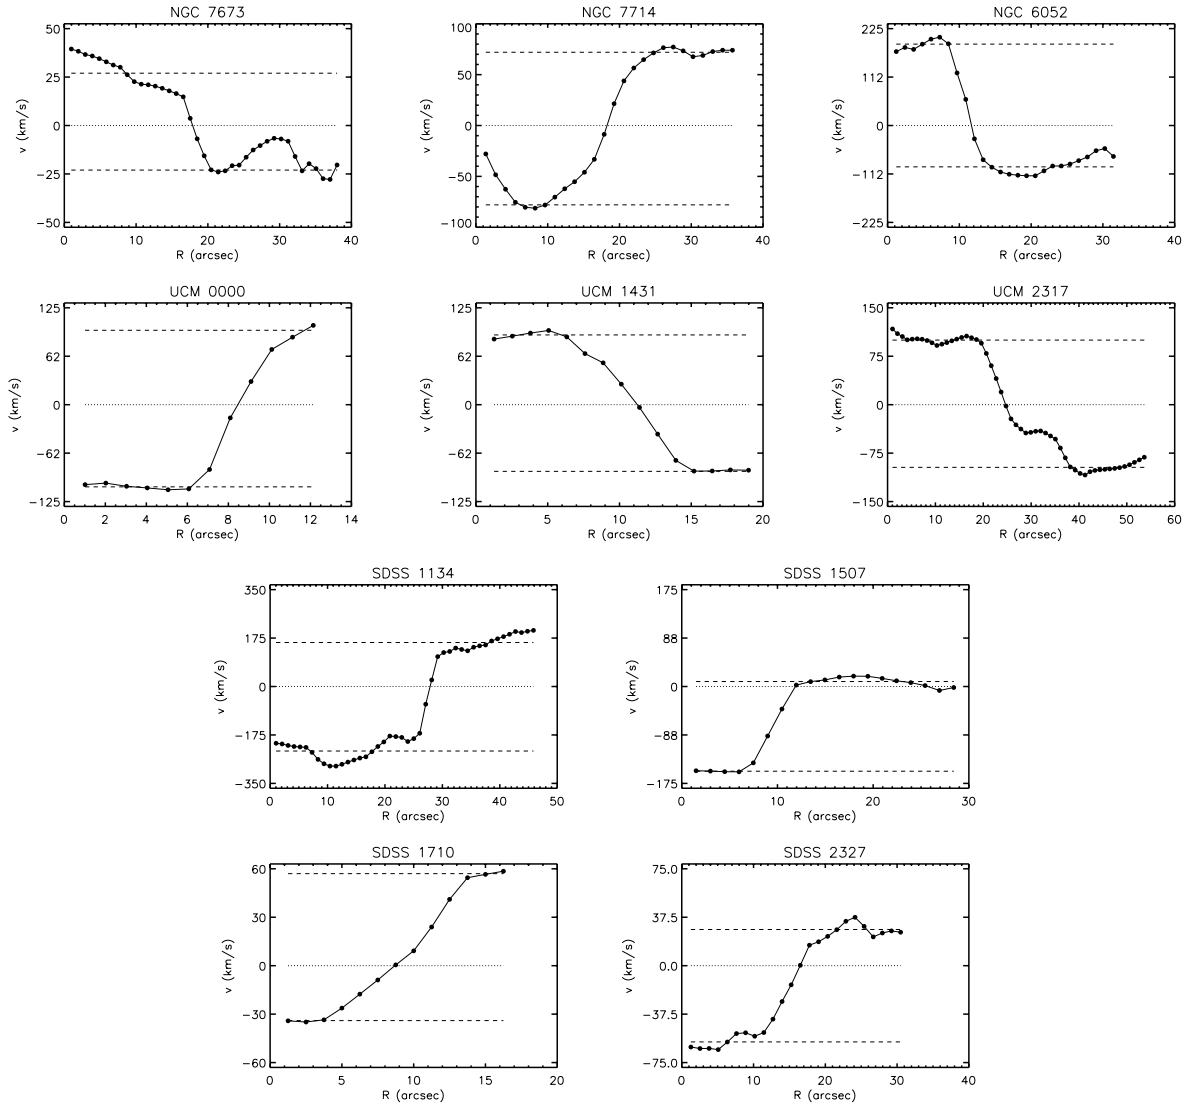 NGC 7673
NGC 7714
NGC 6052
50
25
0
−25
−50
v (km/s)
0 10 20 30 40
R (arcsec)
100
50
0
−50
−100
v (km/s)
0 10 20 30 40
R (arcsec)
225
112
0
−112
−225
v (km/s)
0 10 20 30 40
R (arcsec)
UCM 0000
UCM 1431
UCM 2317
125
62
0
−62
−125
v (km/s)
0 2 4 6 8 10 12 14
R (arcsec)
125
62
0
−62
−125
v (km/s)
0 5 10 15 20
R (arcsec)
150
75
0
−75
−150
v (km/s)
0 10 20 30 40 50 60
R (arcsec)
SDSS 1134
SDSS 1507
350
175
0
−175
−350
v (km/s)
0 10 20 30 40 50
R (arcsec)
175
88
0
−88
−175
v (km/s)
0 10 20 30
R (arcsec)
SDSS 1710
SDSS 2327
60
30
0
−30
−60
v (km/s)
0 5 10 15 20
R (arcsec)
75.0
37.5
0.0
−37.5
−75.0
v (km/s)
0 10 20 30 40
R (arcsec)